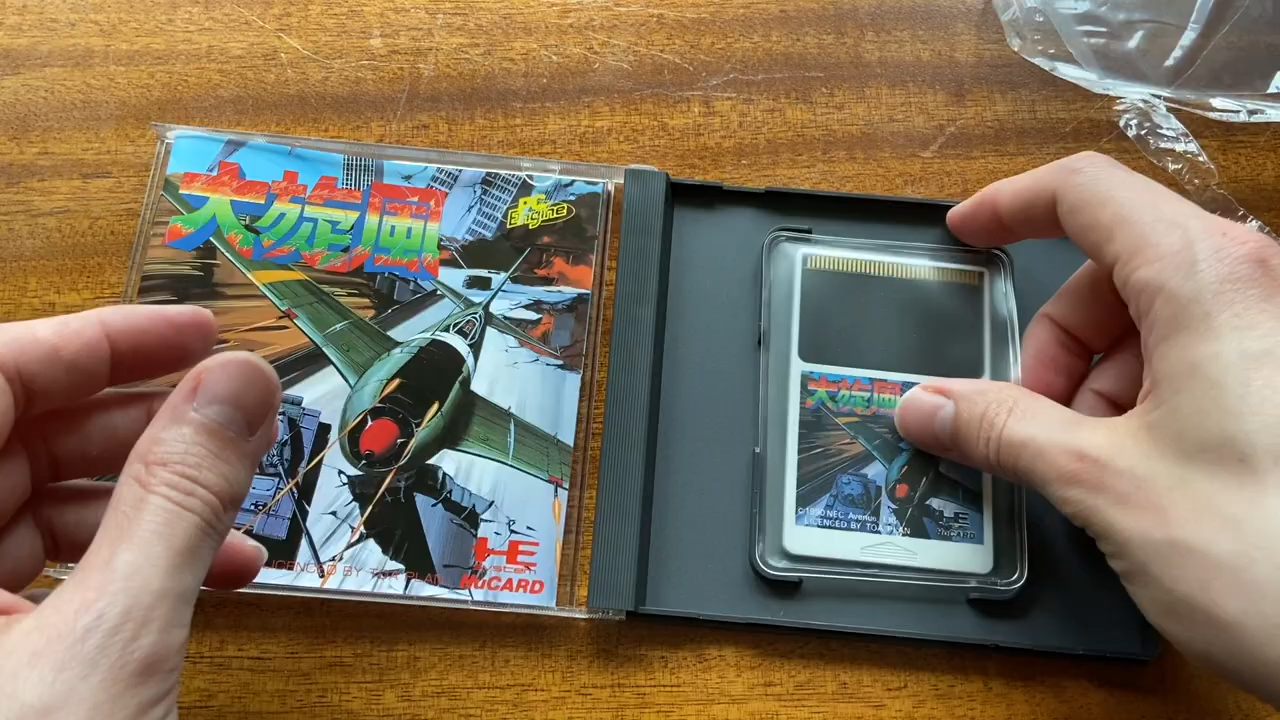 大旋風
PC
Engine
LICENCED BY TOA PLAN
HE
System
HuCARD
大旋風
©1990 NEC Avenue, Ltd.
LICENCED BY TOA PLAN
HE
HuCARD